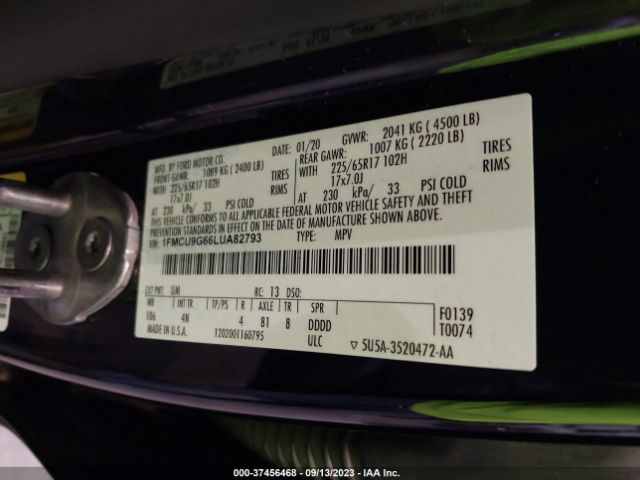 MFD. BY FORD MOTOR CO.
01/20
GVWR: 2041 KG ( 4500 LB)
FRONT GAWR: 1089 KG ( 2400 LB)
REAR GAWR: 1007 KG ( 2220 LB)
WITH 225/65R17 102H TIRES
WITH 225/65R17 102H TIRES
17x7.0J RIMS
17x7.0J RIMS
AT 230 kPa/ 33 PSI COLD
AT 230 kPa/ 33 PSI COLD
THIS VEHICLE CONFORMS TO ALL APPLICABLE FEDERAL MOTOR VEHICLE SAFETY AND THEFT
PREVENTION STANDARDS IN EFFECT ON THE DATE OF MANUFACTURE SHOWN ABOVE.
VIN: 1FMCU9G66LUA82793
TYPE: MPV
EXT PNT: UM RC: 13 DSO:
WB INT TR TP/PS R AXLE TR SPR
106 4N 4 81 8 DDDD
F0139
T0074
MADE IN U.S.A. 1202001160795 ULC
▽ 5U5A-3520472-AA
000-37456468 - 09/13/2023 - IAA Inc.